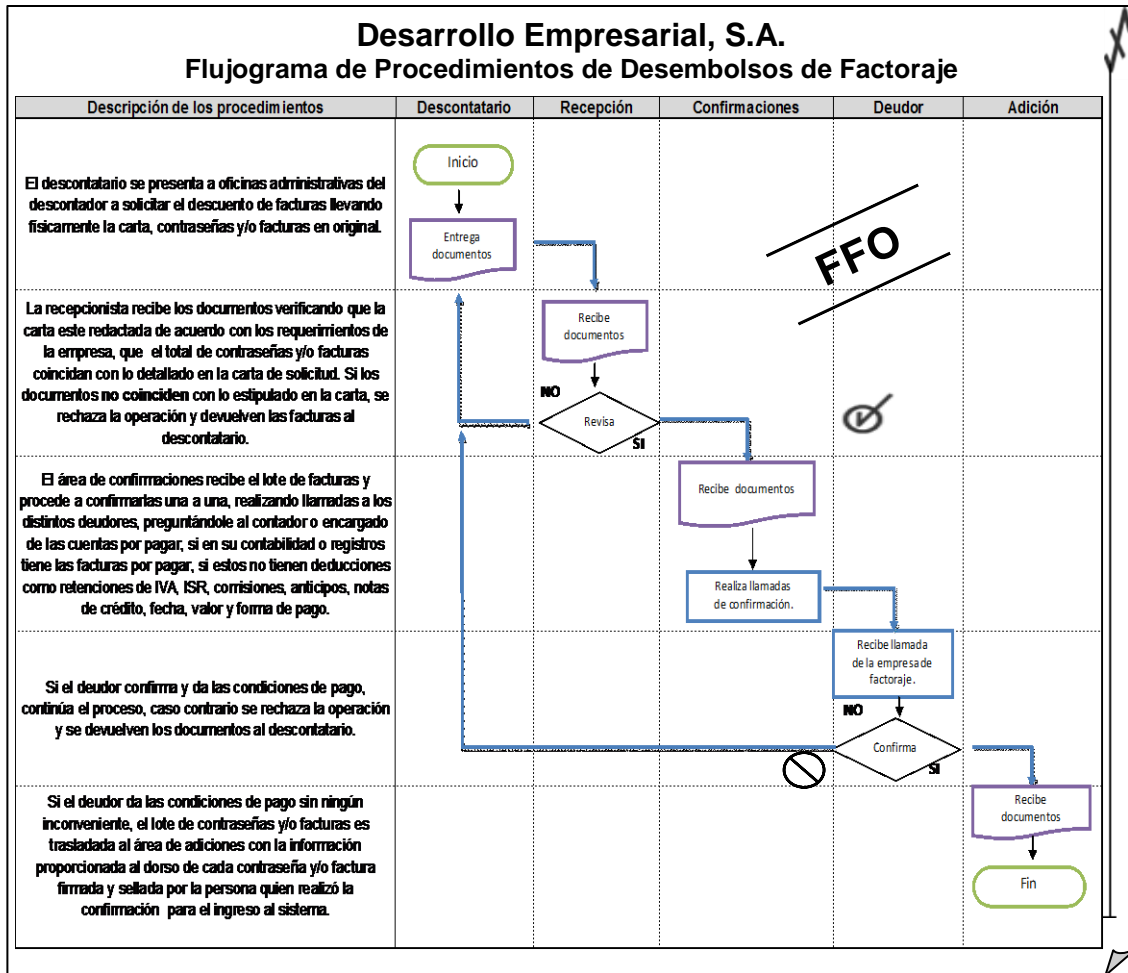 Desarrollo Empresarial, S.A.
Flujograma de Procedimientos de Desembolsos de Factoraje
Descripción de los procedimientos
Descontatario
Recepción
Confirmaciones
Deudor
Adición
El descontatario se presenta a oficinas administrativas del
descontador a solicitar el descuento de facturas llevando
físicamente la carta, contraseñas y/o facturas en original.
Inicio
Entrega
documentos
FFO
La recepcionista recibe los documentos verificando que la
carta este redactada de acuerdo con los requerimientos de
la empresa, que el total de contraseñas y/o facturas
coincidan con lo detallado en la carta de solicitud. Si los
documentos no coinciden con lo estipulado en la carta, se
rechaza la operación y devuelven las facturas al
descontatario.
Recibe
documentos
NO
Revisa
SI
El área de confirmaciones recibe el lote de facturas y
procede a confirmarlas una a una, realizando llamadas a los
distintos deudores, preguntándole al contador o encargado
de las cuentas por pagar, si en su contabilidad o registros
tiene las facturas por pagar, si estos no tienen deducciones
como retenciones de IVA, ISR, comisiones, anticipos, notas
de crédito, fecha, valor y forma de pago.
Recibe documentos
Realiza llamadas
de confirmación.
Si el deudor confirma y da las condiciones de pago,
continúa el proceso, caso contrario se rechaza la operación
y se devuelven los documentos al descontatario.
Recibe llamada
de la empresa de
factoraje.
NO
Confirma
SI
Si el deudor da las condiciones de pago sin ningún
inconveniente, el lote de contraseñas y/o facturas es
trasladada al área de adiciones con la información
proporcionada al dorso de cada contraseña y/o factura
firmada y sellada por la persona quien realizó la
confirmación para el ingreso al sistema.
Recibe
documentos
Fin